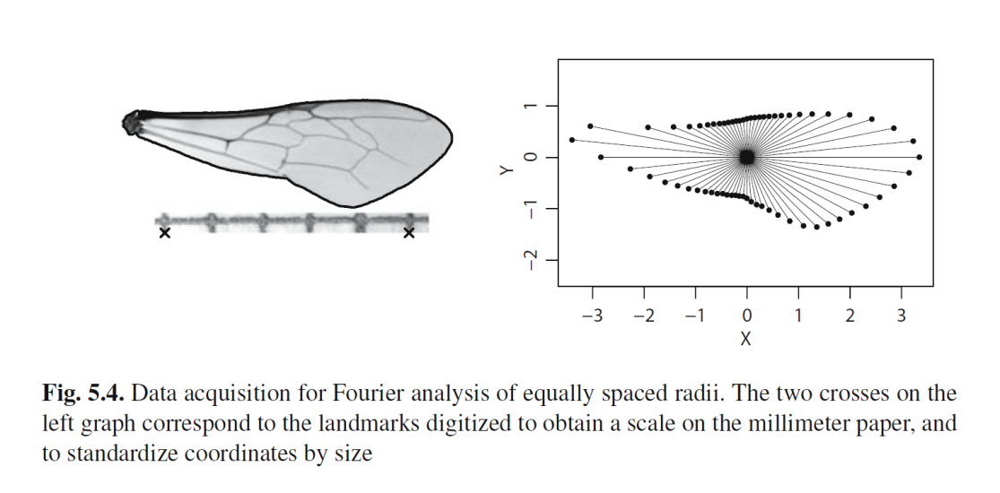 1
0
−1
−2
Y
−3 −2 −1 0 1 2 3
X
Fig. 5.4. Data acquisition for Fourier analysis of equally spaced radii. The two crosses on the
left graph correspond to the landmarks digitized to obtain a scale on the millimeter paper, and
to standardize coordinates by size